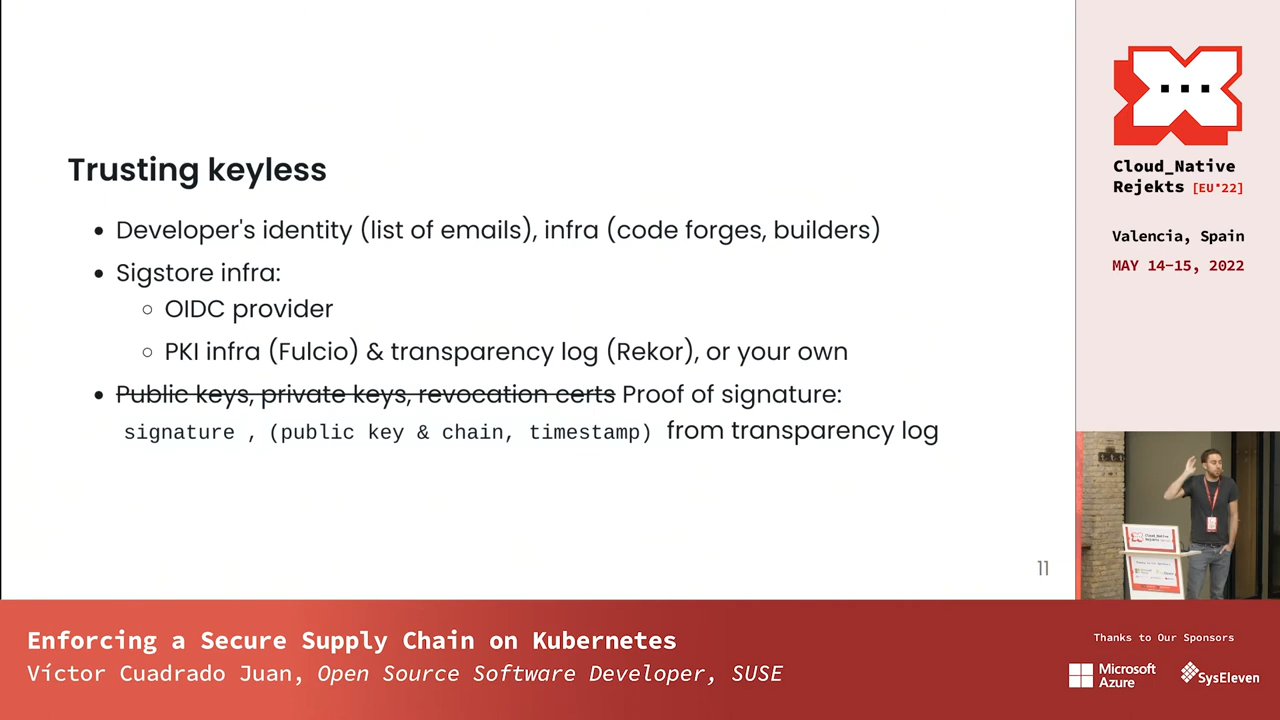 Trusting keyless
• Developer's identity (list of emails), infra (code forges, builders)
• Sigstore infra:
○ OIDC provider
○ PKI infra (Fulcio) & transparency log (Rekor), or your own
• Public keys, private keys, revocation certs Proof of signature:
signature , (public key & chain, timestamp) from transparency log
11
Cloud_Native
Rejekts [EU'22]
Valencia, Spain
MAY 14-15, 2022
Enforcing a Secure Supply Chain on Kubernetes
Víctor Cuadrado Juan, Open Source Software Developer, SUSE
Thanks to Our Sponsors
Microsoft
Azure
SysEleven